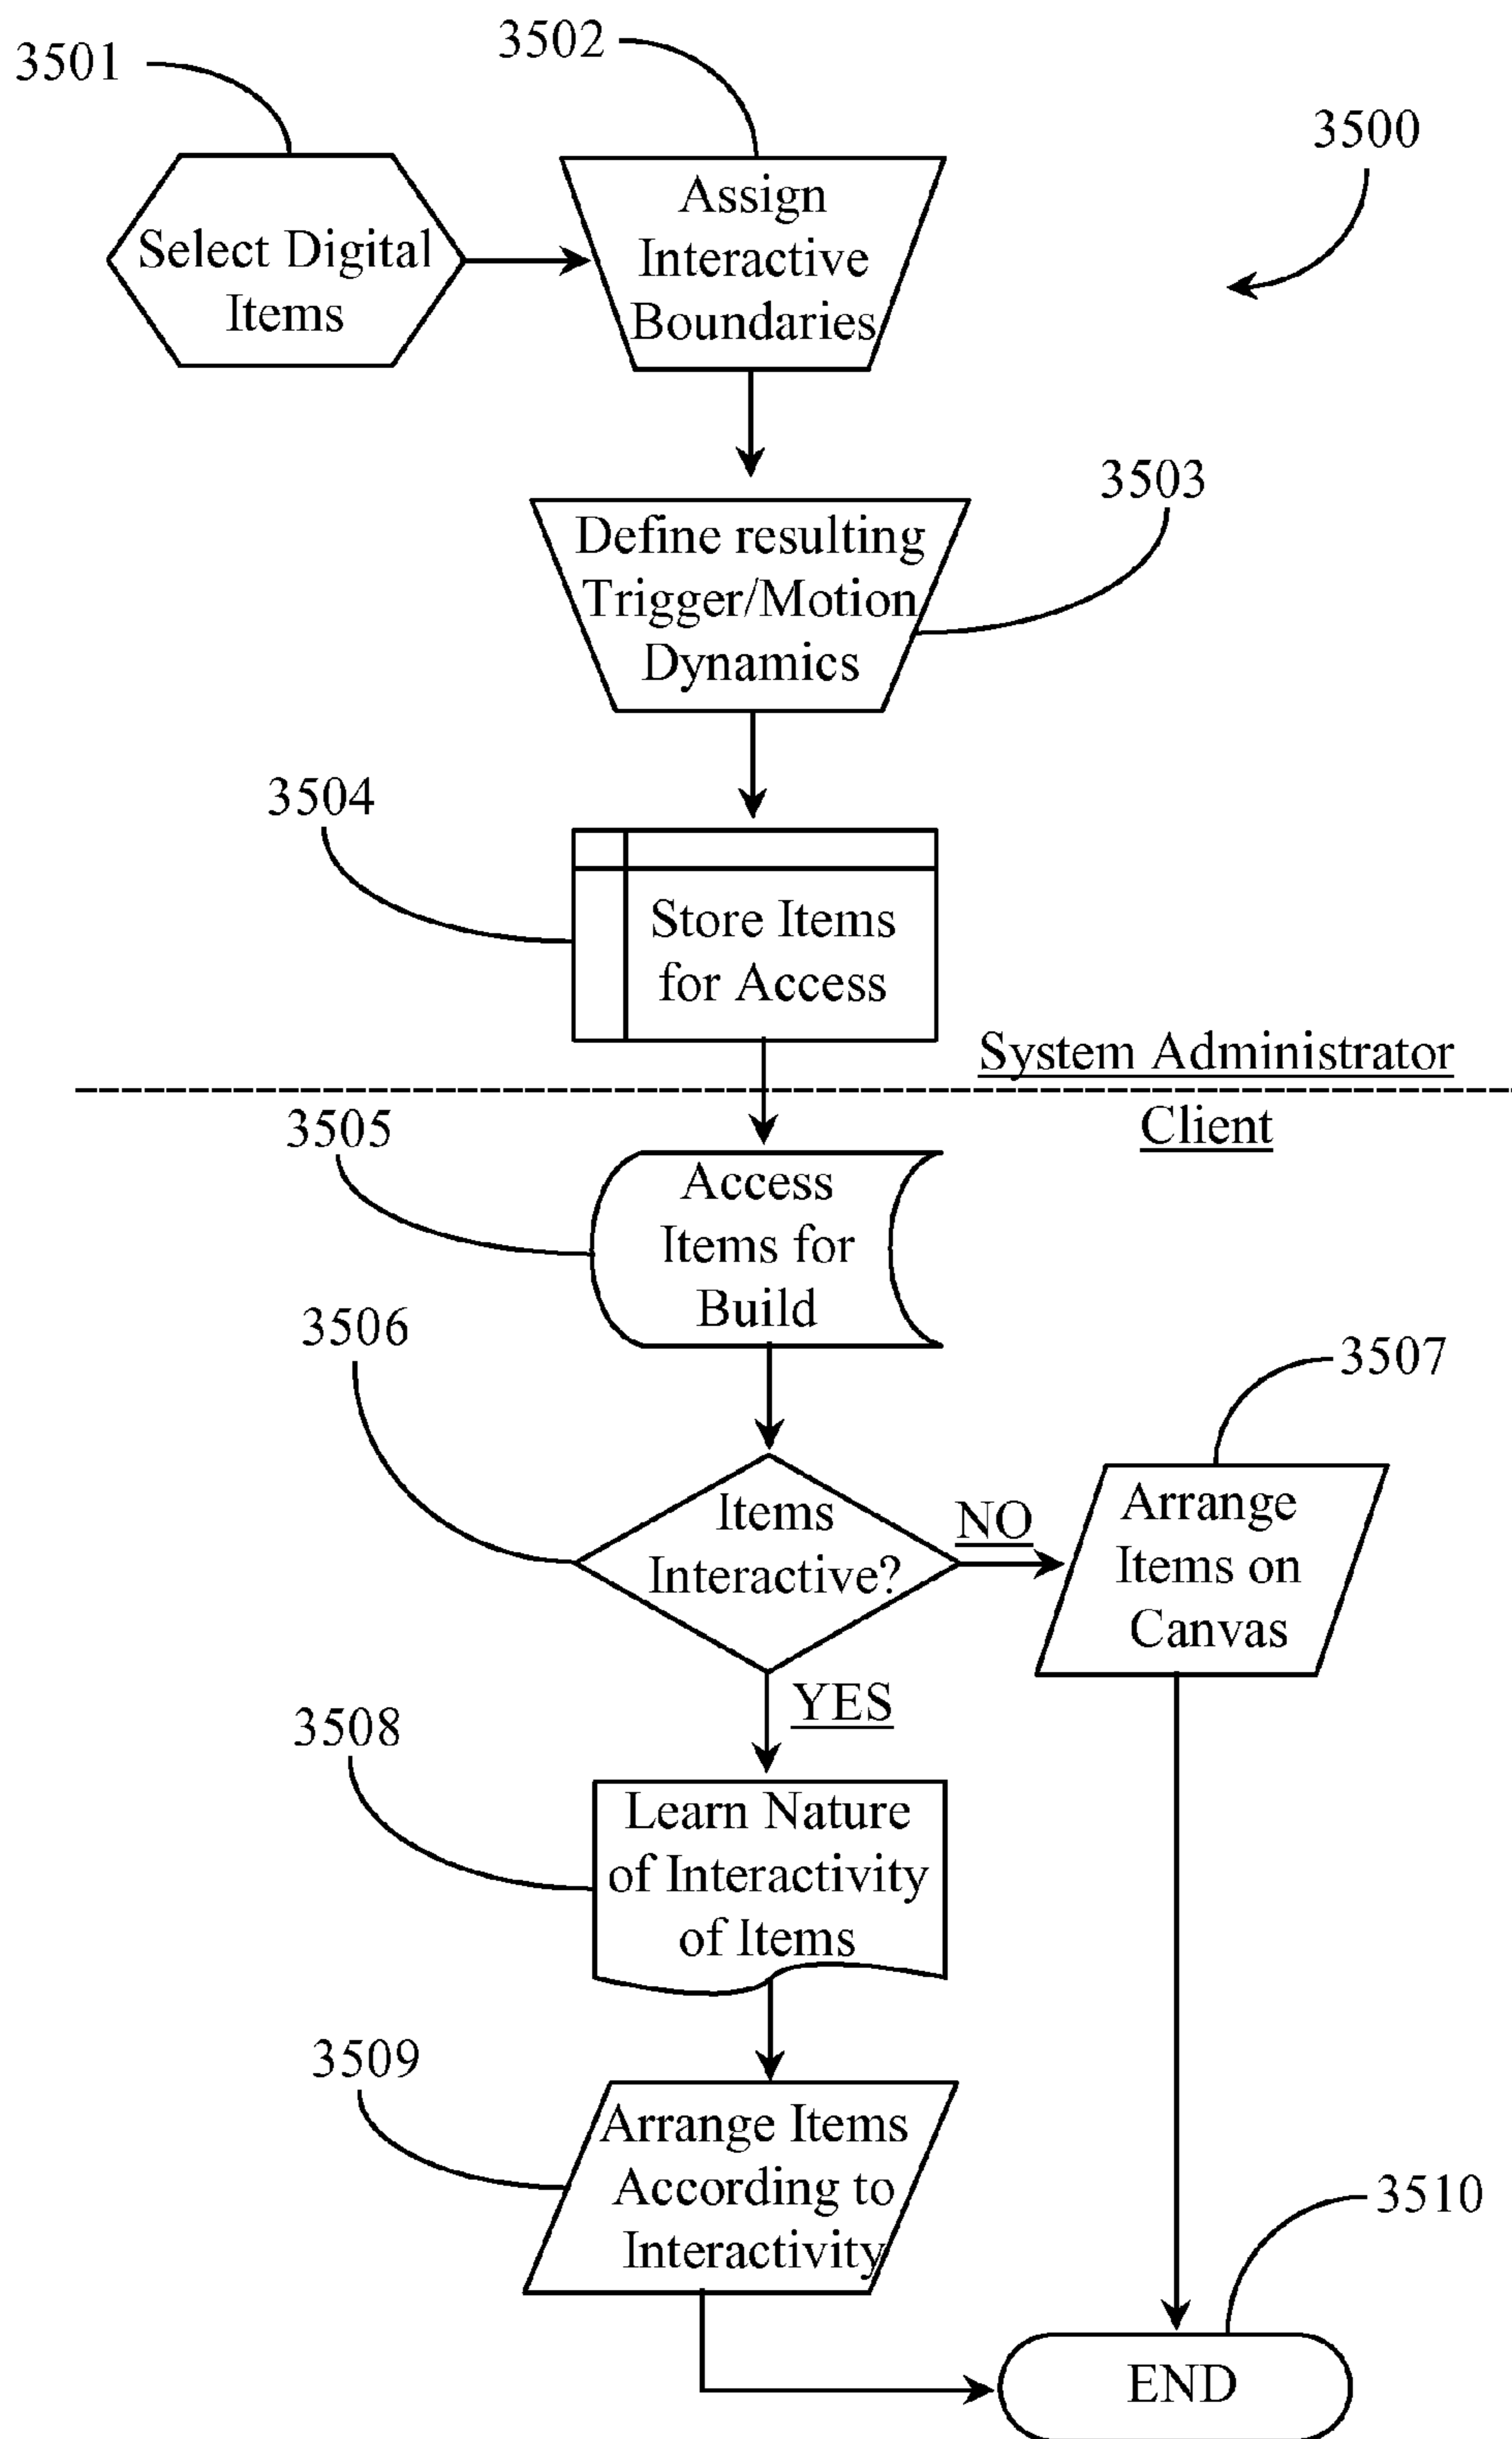 3501
3502
3500
Select Digital
Items
Assign
Interactive
Boundaries
3503
Define resulting
Trigger/Motion
Dynamics
3504
Store Items
for Access
System Administrator
Client
3505
Access
Items for
Build
3506
3507
Items
Interactive?
NO
Arrange
Items on
Canvas
YES
3508
Learn Nature
of Interactivity
of Items
3509
Arrange Items
According to
Interactivity
3510
END